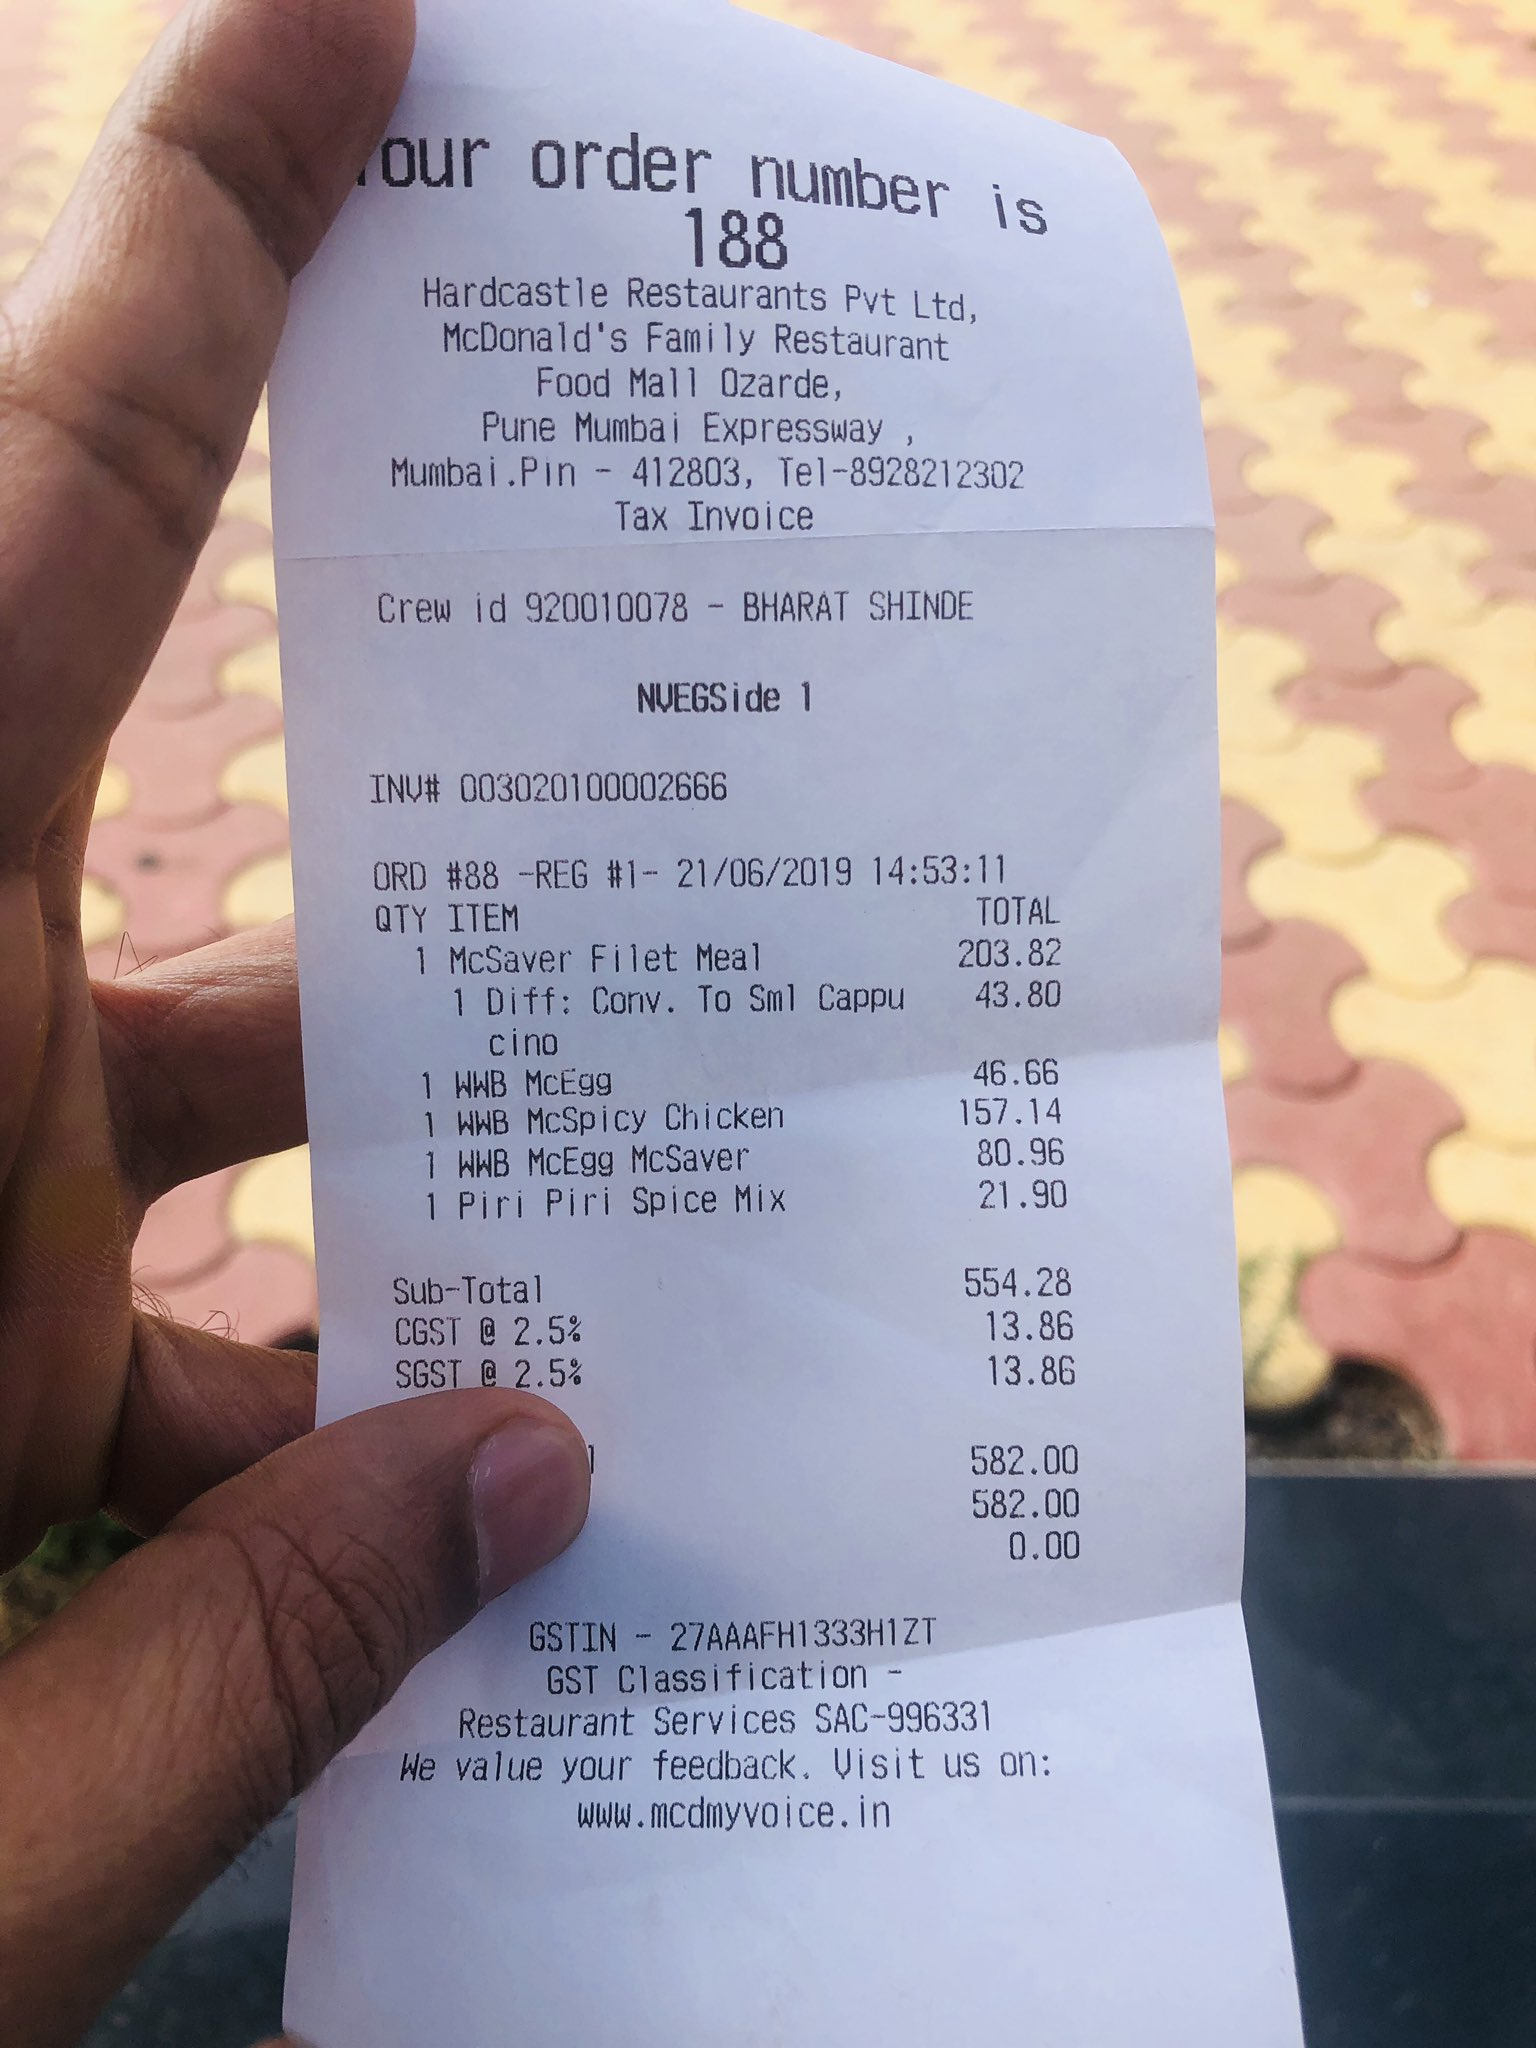 our order number is
188
Hardcastle Restaurants Pvt Ltd,
McDonald's Family Restaurant
Food Mall Ozarde,
Pune Mumbai Expressway ,
Mumbai.Pin - 412803, Tel-8928212302
Tax Invoice
Crew id 920010078 - BHARAT SHINDE
NVEGSide 1
INV# 003020100002666
ORD #88 -REG #1- 21/06/2019 14:53:11
QTY ITEM TOTAL
1 McSaver Filet Meal 203.82
1 Diff: Conv. To Sml Cappu 43.80
cino
1 WWB McEgg 46.66
1 WWB McSpicy Chicken 157.14
1 WWB McEgg McSaver 80.96
1 Piri Piri Spice Mix 21.90
Sub-Total 554.28
CGST @ 2.5% 13.86
SGST @ 2.5% 13.86
582.00
582.00
0.00
GSTIN - 27AAAFH1333H1ZT
GST Classification -
Restaurant Services SAC-996331
We value your feedback. Visit us on:
www.mcdmyvoice.in